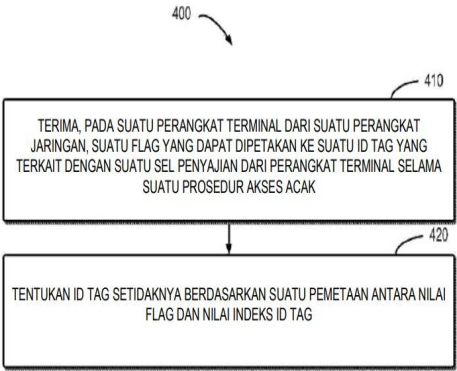 400
410
TERIMA, PADA SUATU PERANGKAT TERMINAL DARI SUATU PERANGKAT
JARINGAN, SUATU FLAG YANG DAPAT DIPETAKAN KE SUATU ID TAG YANG
TERKAIT DENGAN SUATU SEL PENYAJIAN DARI PERANGKAT TERMINAL SELAMA
SUATU PROSEDUR AKSES ACAK
420
TENTUKAN ID TAG SETIDAKNYA BERDASARKAN SUATU PEMETAAN ANTARA NILAI
FLAG DAN NILAI INDEKS ID TAG